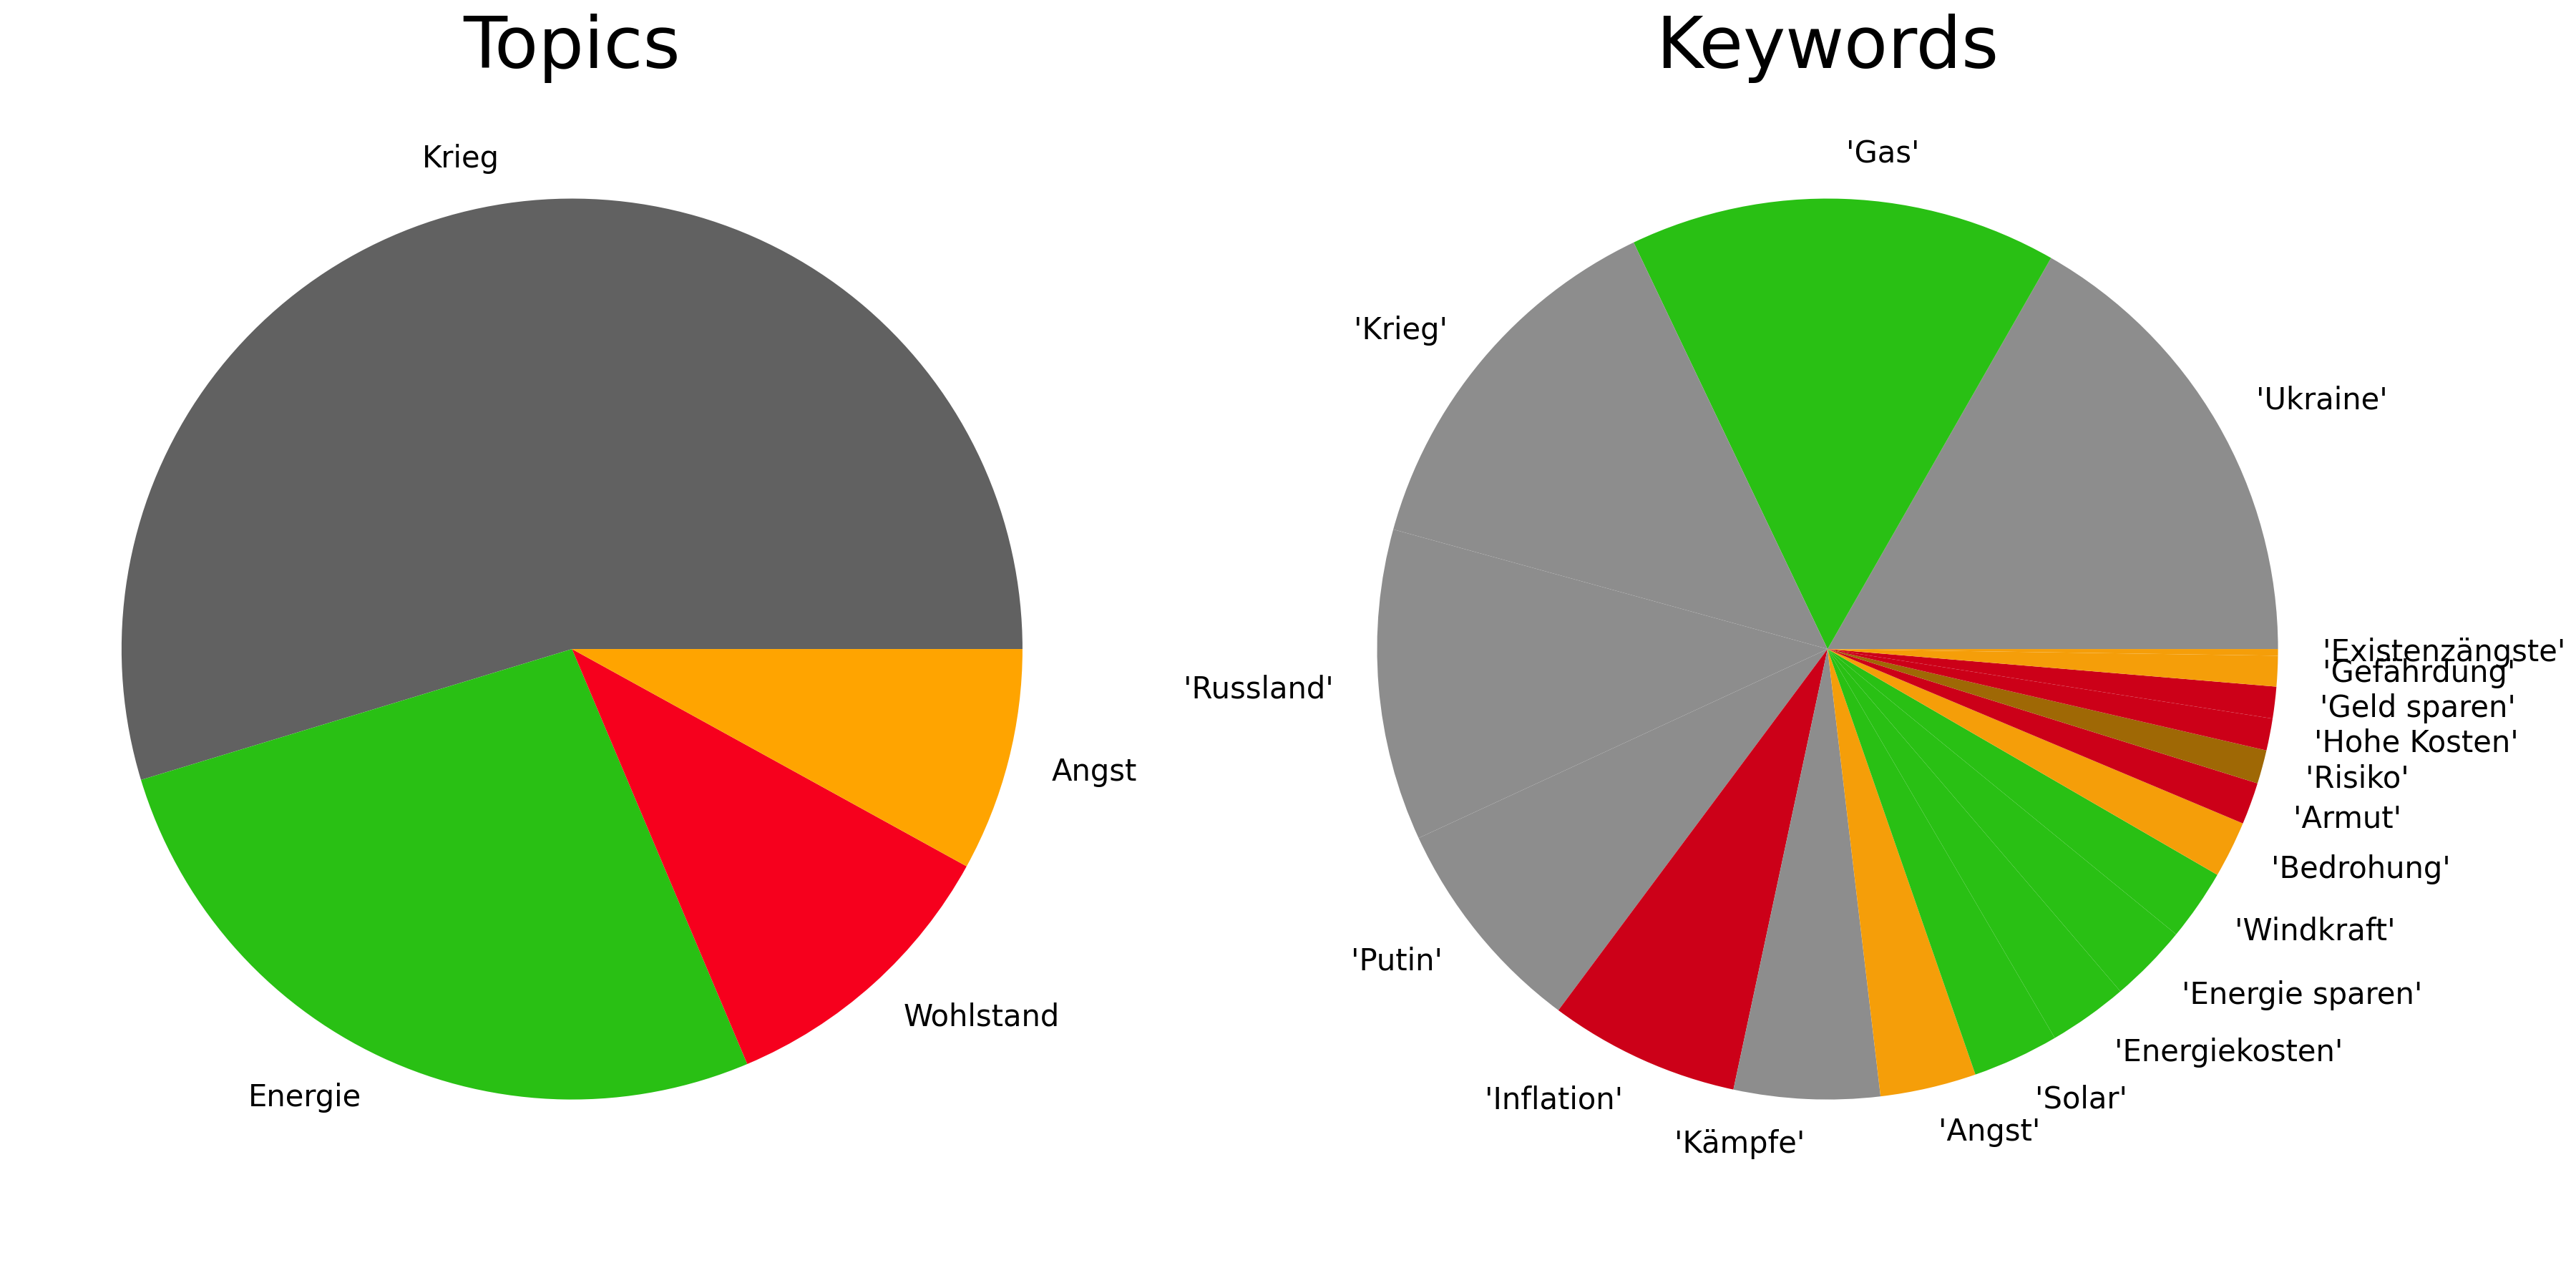 Topics
Krieg
Energie
Wohlstand
Angst
Keywords
'Ukraine'
'Gas'
'Krieg'
'Russland'
'Putin'
'Inflation'
'Kämpfe'
'Angst'
'Solar'
'Energiekosten'
'Energie sparen'
'Windkraft'
'Bedrohung'
'Armut'
'Risiko'
'Hohe Kosten'
'Geld sparen'
'Gefährdung'
'Existenzängste'